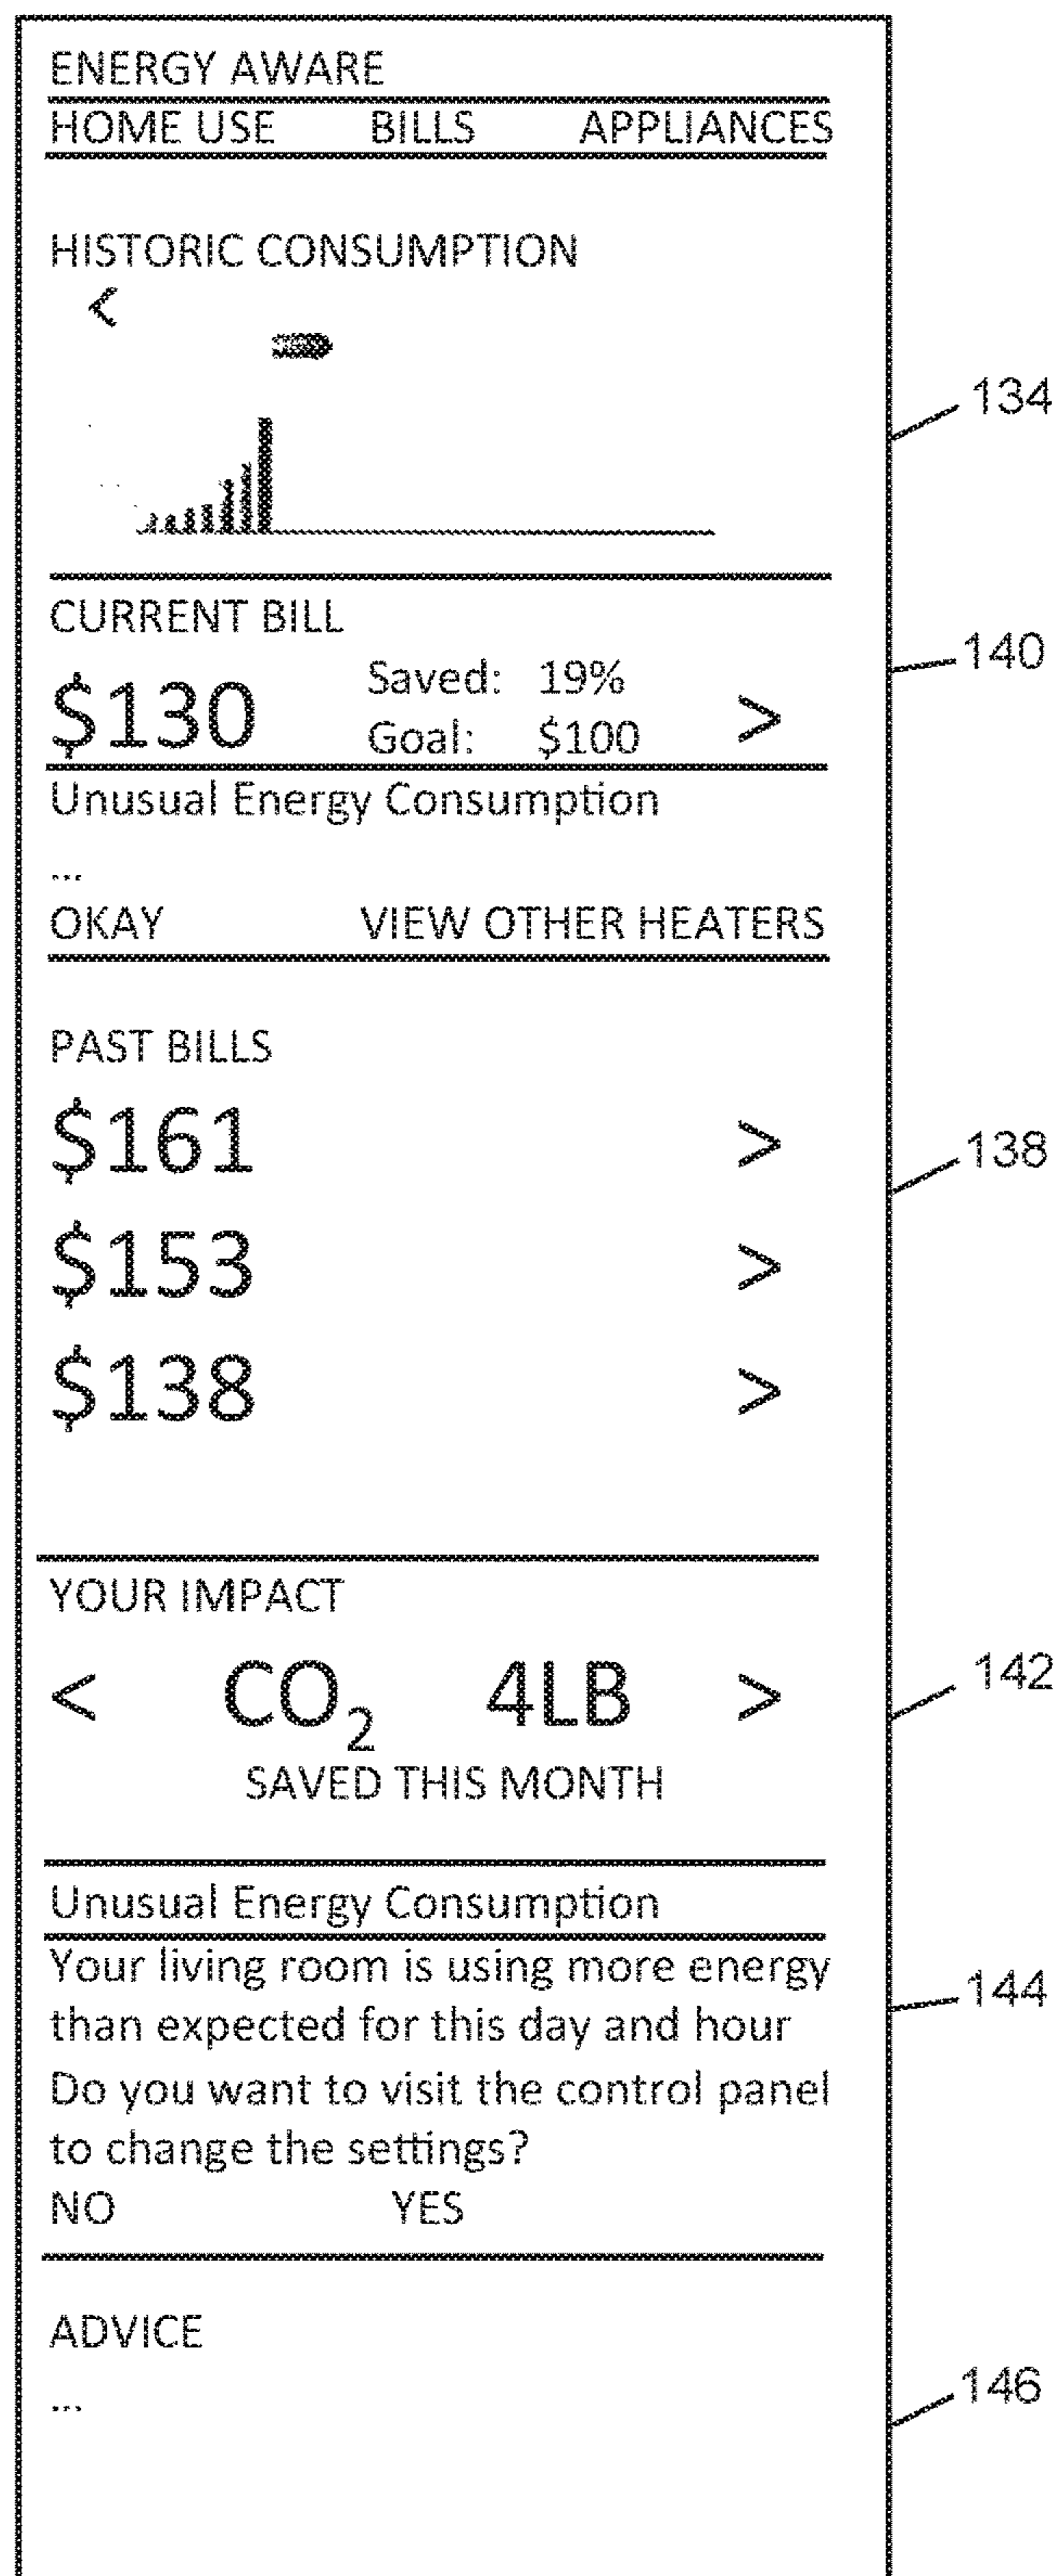 ENERGY AWARE
HOME USE BILLS APPLIANCES
HISTORIC CONSUMPTION
<
134
CURRENT BILL
140
$130 Saved: 19% >
Goal: $100
Unusual Energy Consumption
...
OKAY VIEW OTHER HEATERS
PAST BILLS
$161 >
138
$153 >
$138 >
YOUR IMPACT
< CO₂ 4LB >
142
SAVED THIS MONTH
Unusual Energy Consumption
Your living room is using more energy
144
than expected for this day and hour
Do you want to visit the control panel
to change the settings?
NO YES
ADVICE
146
...